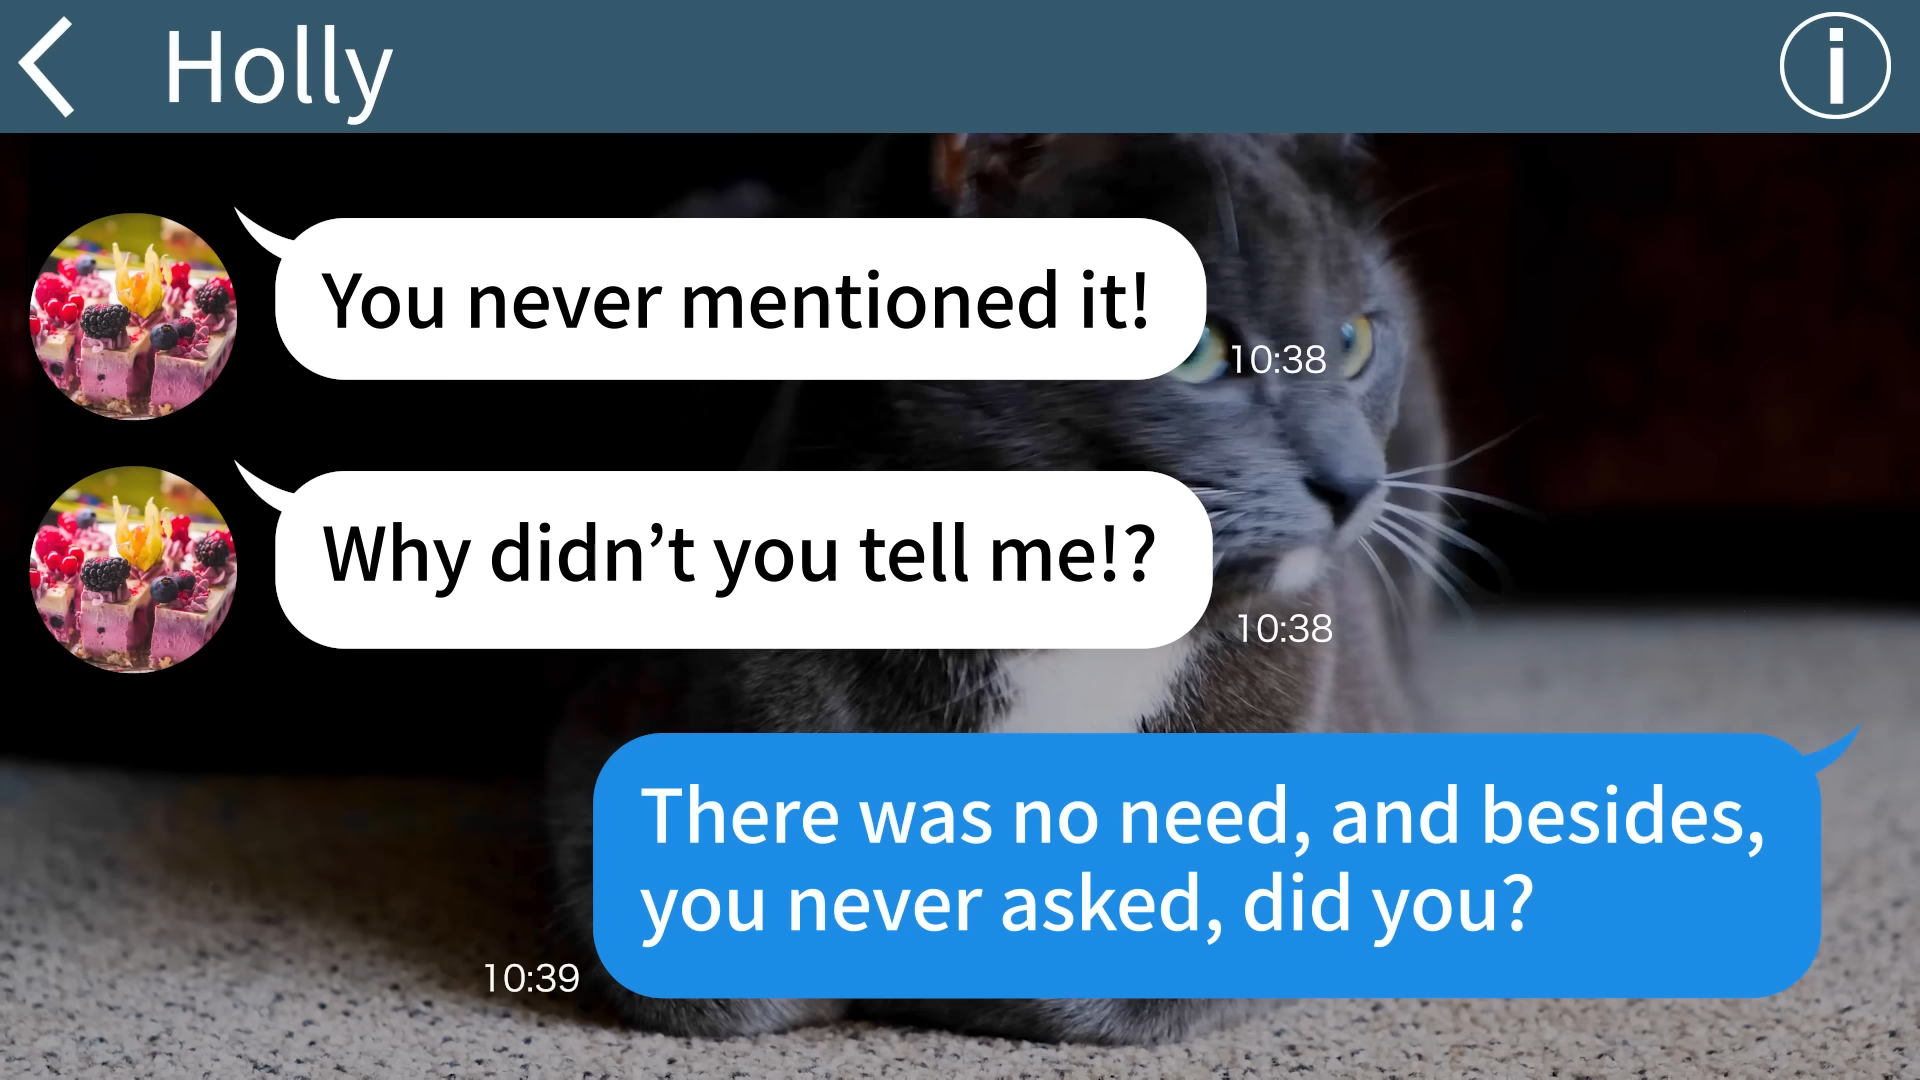 Holly
You never mentioned it!
10:38
Why didn’t you tell me!?
10:38
There was no need, and besides,
you never asked, did you?
10:39